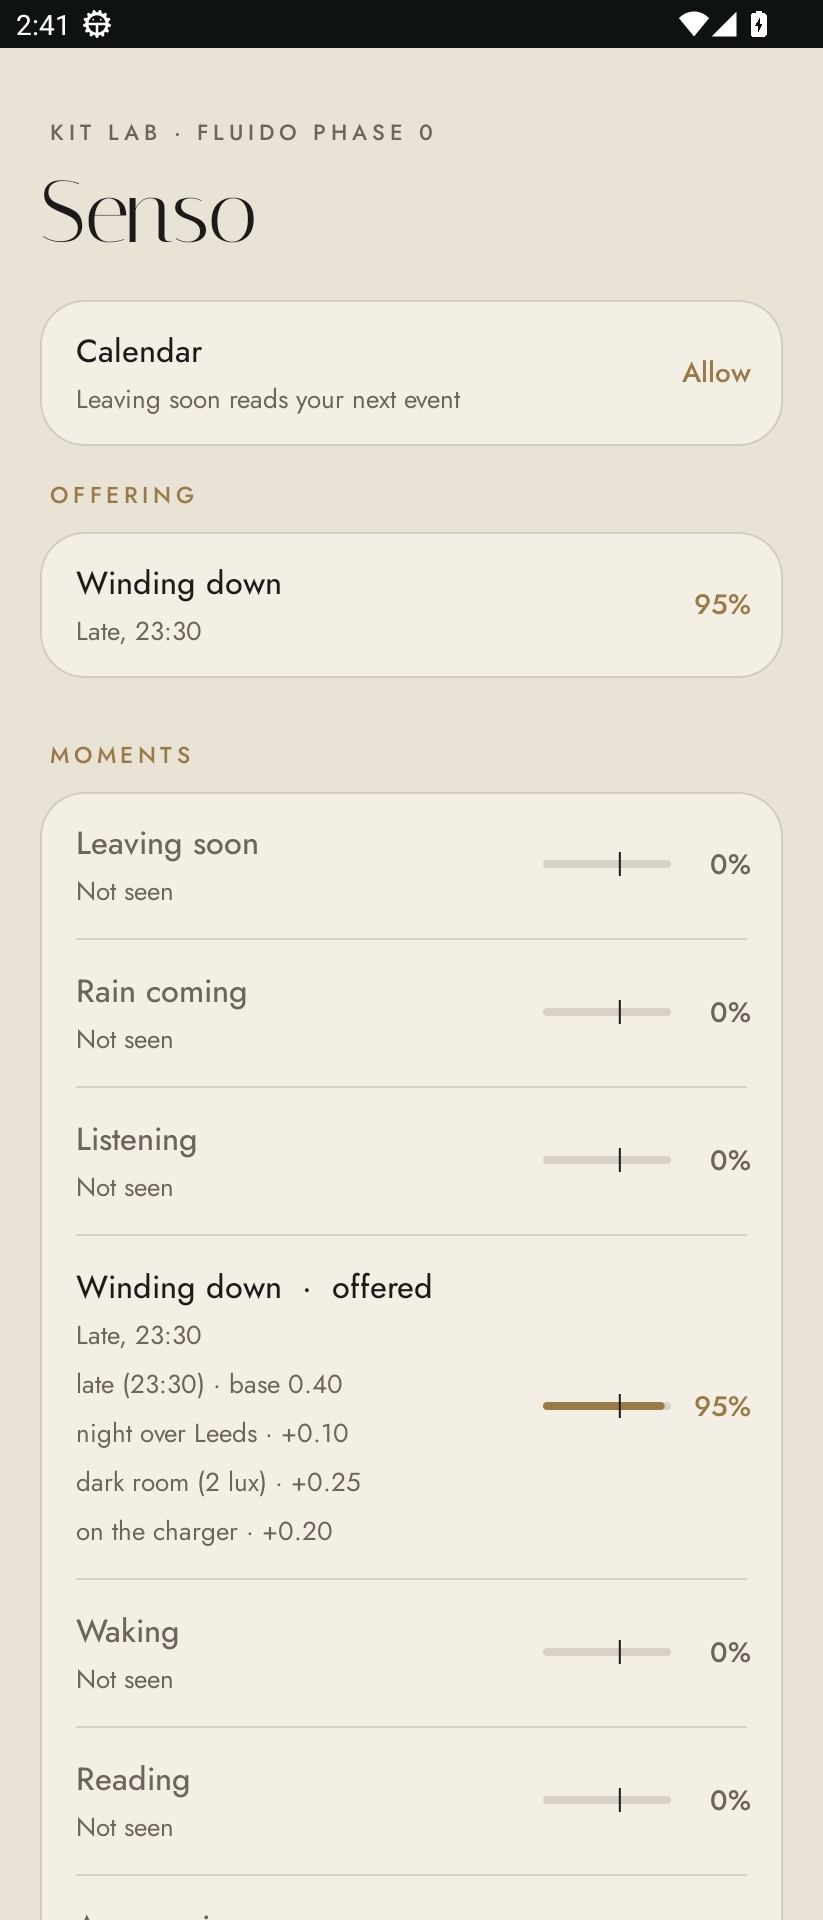 2:41
KIT LAB · FLUIDO PHASE 0
Senso
Calendar
Leaving soon reads your next event
Allow
OFFERING
Winding down
Late, 23:30
95%
MOMENTS
Leaving soon
Not seen
0%
Rain coming
Not seen
0%
Listening
Not seen
0%
Winding down · offered
Late, 23:30
late (23:30) · base 0.40
night over Leeds · +0.10
dark room (2 lux) · +0.25
on the charger · +0.20
95%
Waking
Not seen
0%
Reading
Not seen
0%